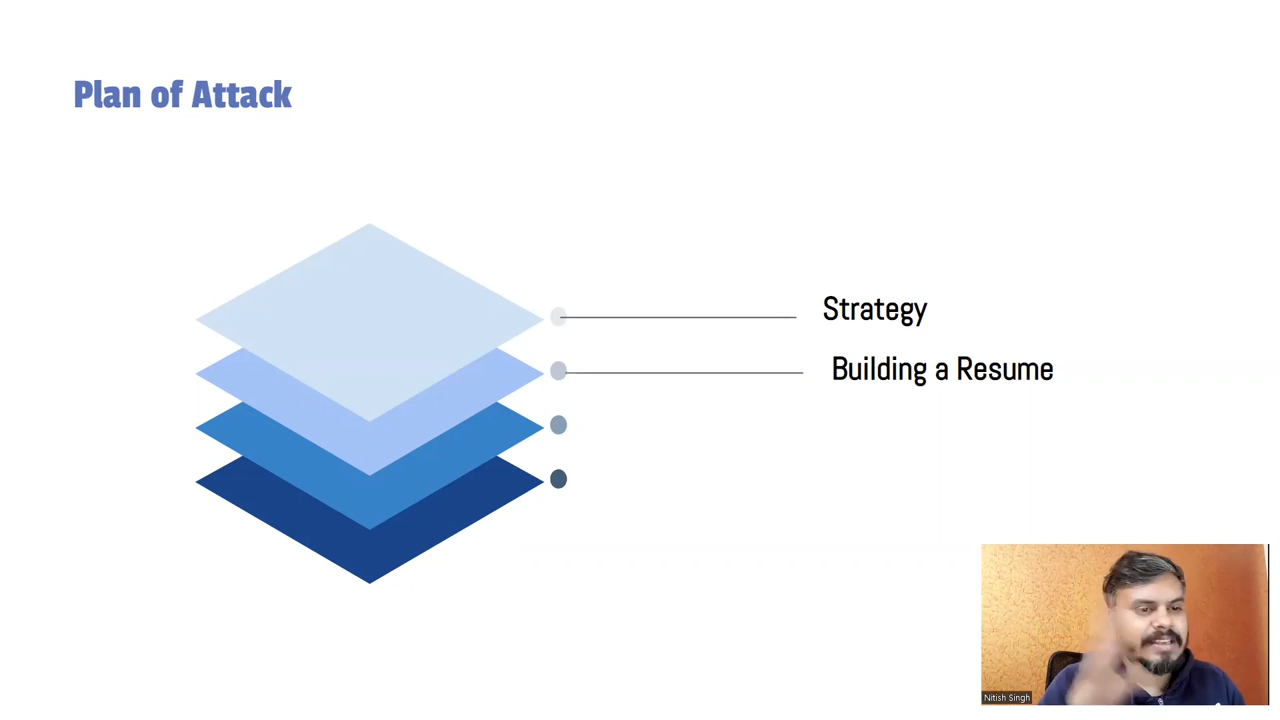 Plan of Attack
Strategy
Building a Resume
Nitish Singh